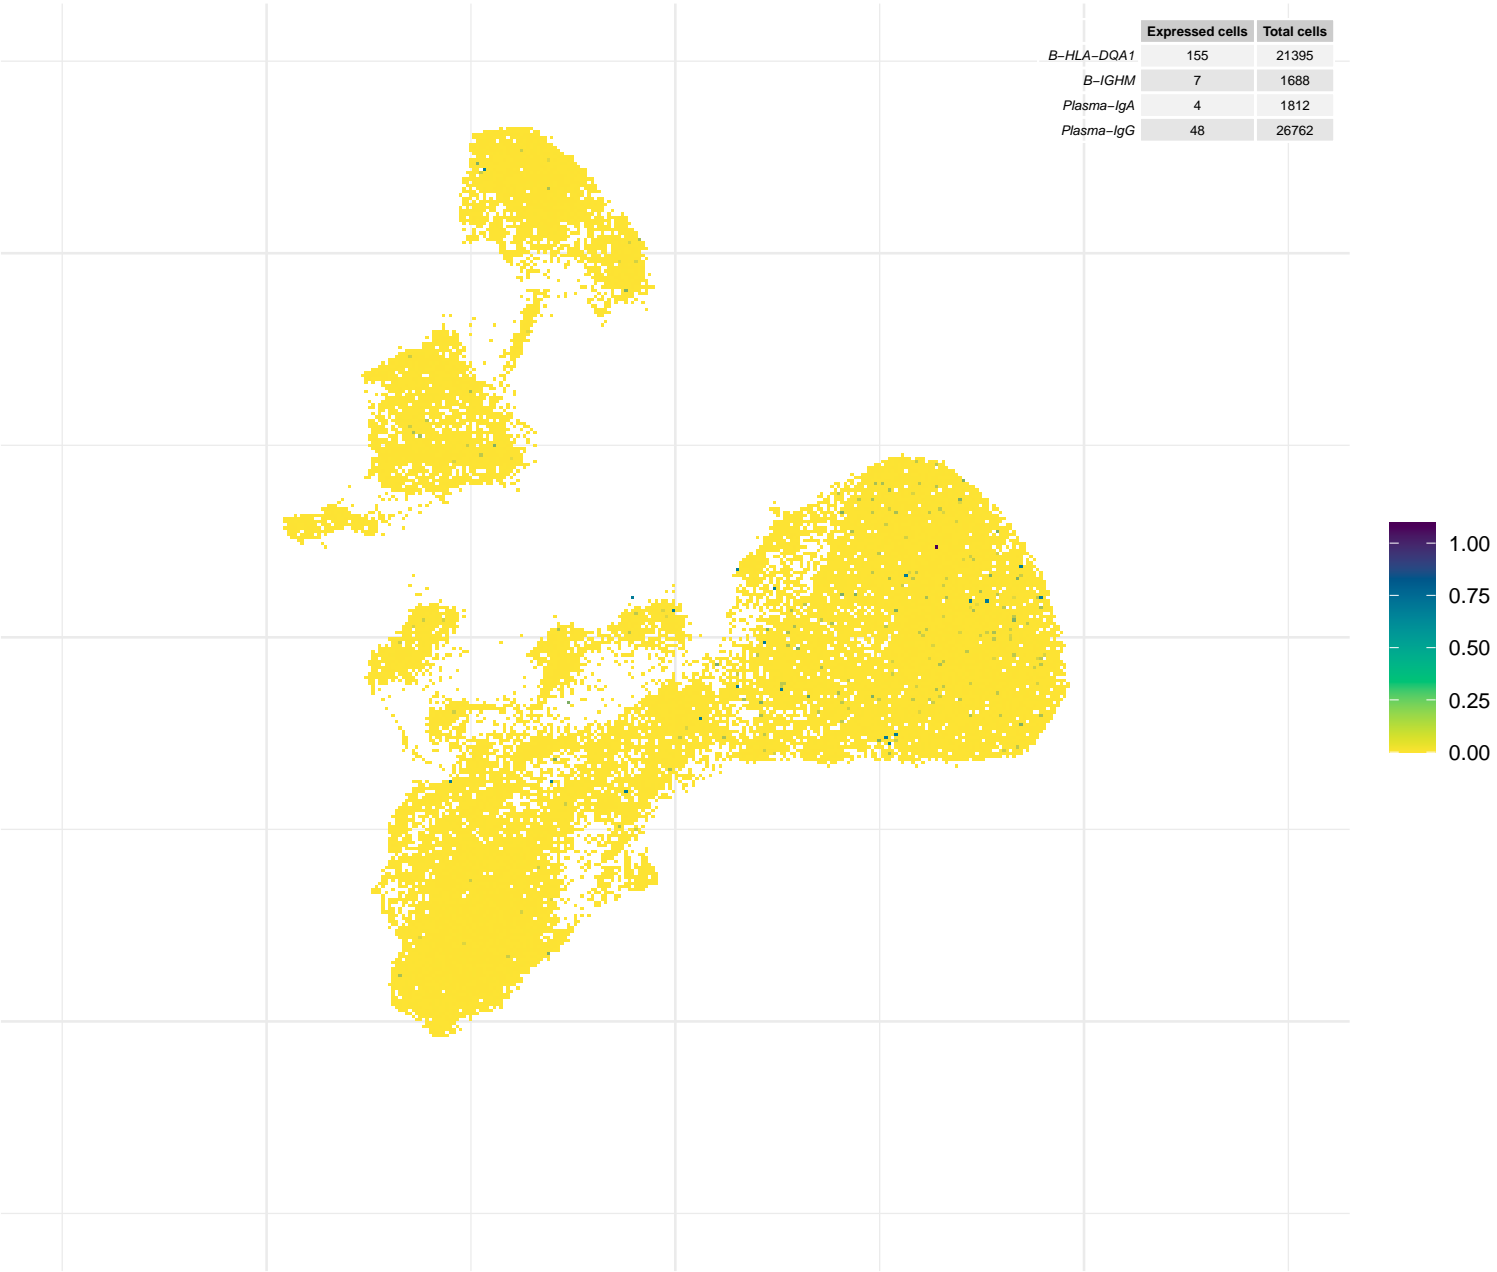 Expressed cells Total cells
B−HLA−DQA1 155 21395
B−IGHM 7 1688
Plasma−IgA 4 1812
Plasma−IgG 48 26762
1.00
0.75
0.50
0.25
0.00